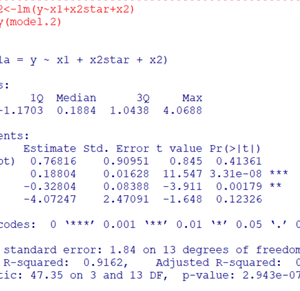 2<-lm(y~x1+x2star+x2)
y(model.2)
la = y ~ x1 + x2star + x2)
s:
1Q Median 3Q Max
-1.1703 0.1884 1.0438 4.0688
ents:
Estimate Std. Error t value Pr(>|t|)
pt) 0.76816 0.90951 0.845 0.41361
0.18804 0.01628 11.547 3.31e-08 ***
-0.32804 0.08388 -3.911 0.00179 **
-4.07247 2.47091 -1.648 0.12326
codes: 0 ‘***’ 0.001 ‘**’ 0.01 ‘*’ 0.05 ‘.’ 0
standard error: 1.84 on 13 degrees of freedom
R-squared: 0.9162, Adjusted R-squared: 0
tic: 47.35 on 3 and 13 DF, p-value: 2.943e-07